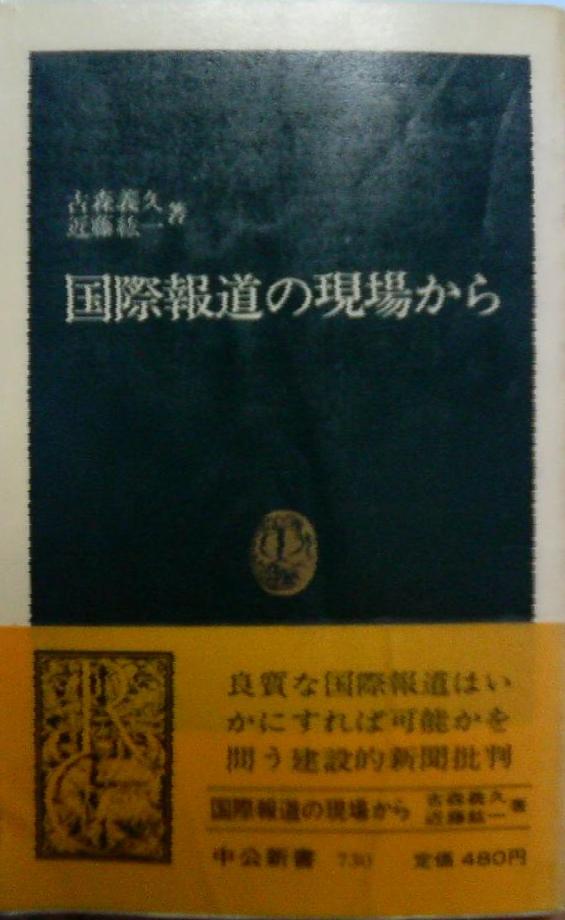 古森義久
近藤紘一 著
国際報道の現場から
良質な国際報道はい
かにすれば可能かを
問う建設的新聞批判
国際報道の現場から 古森義久 近藤紘一 著
中公新書 730 定価 480円